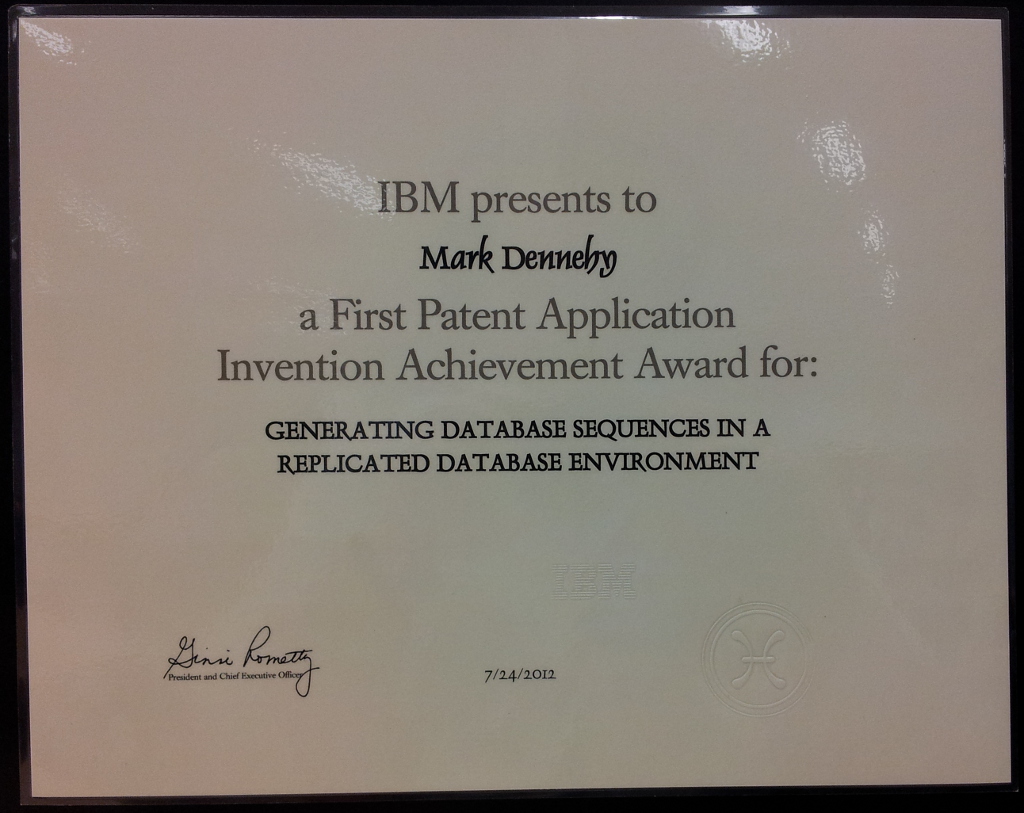 IBM presents to
Mark Dennehy
a First Patent Application
Invention Achievement Award for:
GENERATING DATABASE SEQUENCES IN A
REPLICATED DATABASE ENVIRONMENT
IBM
Ginni Rometty
President and Chief Executive Officer
7/24/2012